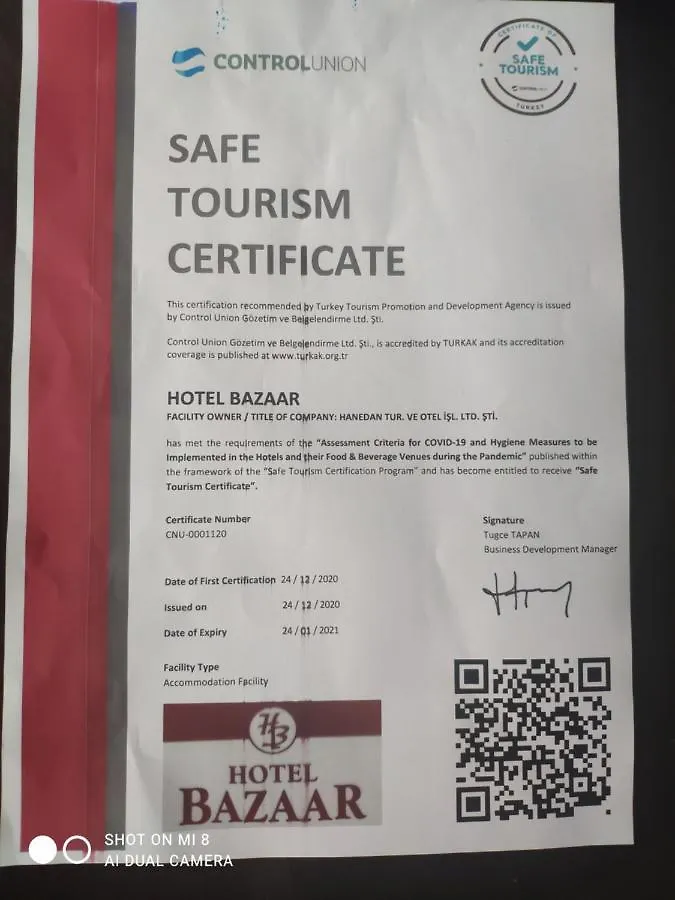 CONTROLUNION
CERTIFICATE OF
SAFE
TOURISM
TURKEY
SAFE
TOURISM
CERTIFICATE
This certification recommended by Turkey Tourism Promotion and Development Agency is issued
by Control Union Gözetim ve Belgelendirme Ltd. Şti.
Control Union Gözetim ve Belgelendirme Ltd. Şti., is accredited by TURKAK and its accreditation
coverage is published at www.turkak.org.tr
HOTEL BAZAAR
FACILITY OWNER / TITLE OF COMPANY: HANEDAN TUR. VE OTEL İŞL. LTD. ŞTİ.
has met the requirements of the "Assessment Criteria for COVID-19 and Hygiene Measures to be
Implemented in the Hotels and their Food & Beverage Venues during the Pandemic" published within
the framework of the "Safe Tourism Certification Program" and has become entitled to receive "Safe
Tourism Certificate".
Certificate Number
CNU-0001120
Signature
Tugce TAPAN
Business Development Manager
Date of First Certification 24 / 12 / 2020
Issued on 24 / 12 / 2020
Date of Expiry 24 / 01 / 2021
Facility Type
Accommodation Facility
HB
HOTEL
BAZAAR
SHOT ON MI 8
AI DUAL CAMERA